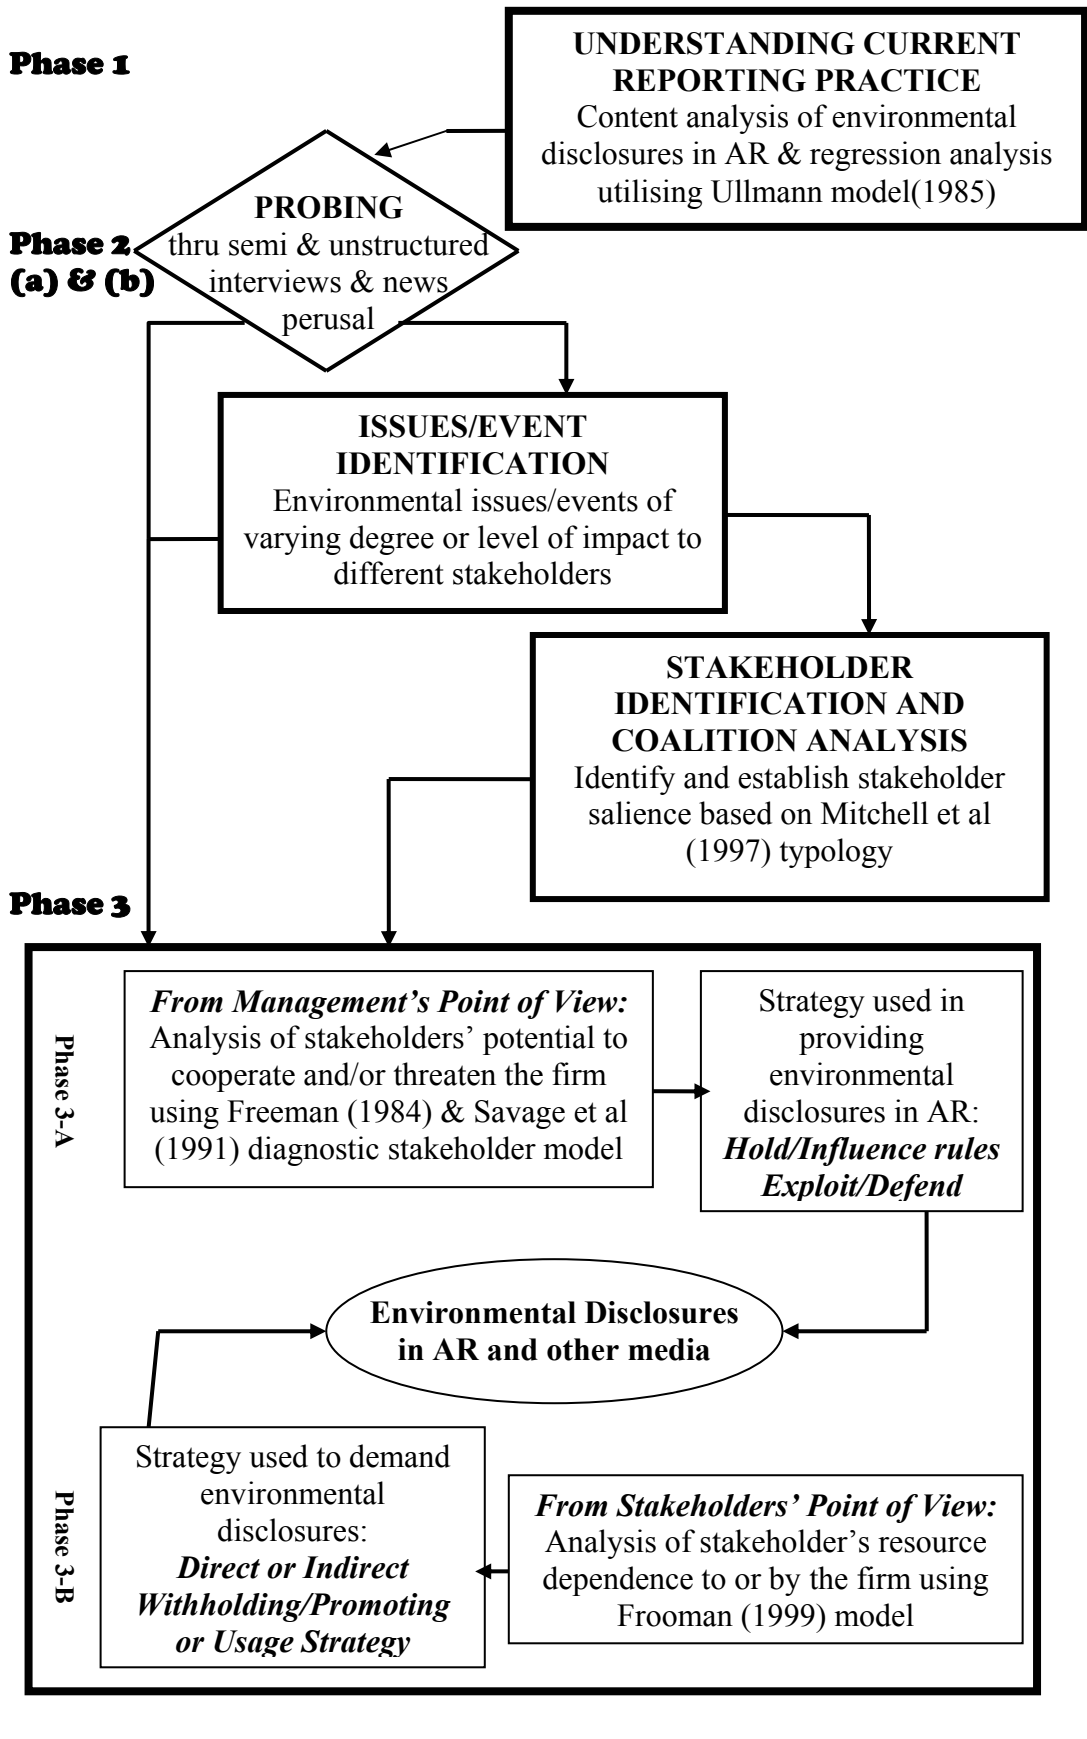 Phase 1
UNDERSTANDING CURRENT
REPORTING PRACTICE
Content analysis of environmental
disclosures in AR & regression analysis
utilising Ullmann model(1985)
Phase 2
(a) & (b)
PROBING
thru semi & unstructured
interviews & news
perusal
ISSUES/EVENT
IDENTIFICATION
Environmental issues/events of
varying degree or level of impact to
different stakeholders
STAKEHOLDER
IDENTIFICATION AND
COALITION ANALYSIS
Identify and establish stakeholder
salience based on Mitchell et al
(1997) typology
Phase 3
Phase 3-A
From Management’s Point of View:
Analysis of stakeholders’ potential to
cooperate and/or threaten the firm
using Freeman (1984) & Savage et al
(1991) diagnostic stakeholder model
Strategy used in
providing
environmental
disclosures in AR:
Hold/Influence rules
Exploit/Defend
Environmental Disclosures
in AR and other media
Phase 3-B
Strategy used to demand
environmental
disclosures:
Direct or Indirect
Withholding/Promoting
or Usage Strategy
From Stakeholders’ Point of View:
Analysis of stakeholder’s resource
dependence to or by the firm using
Frooman (1999) model